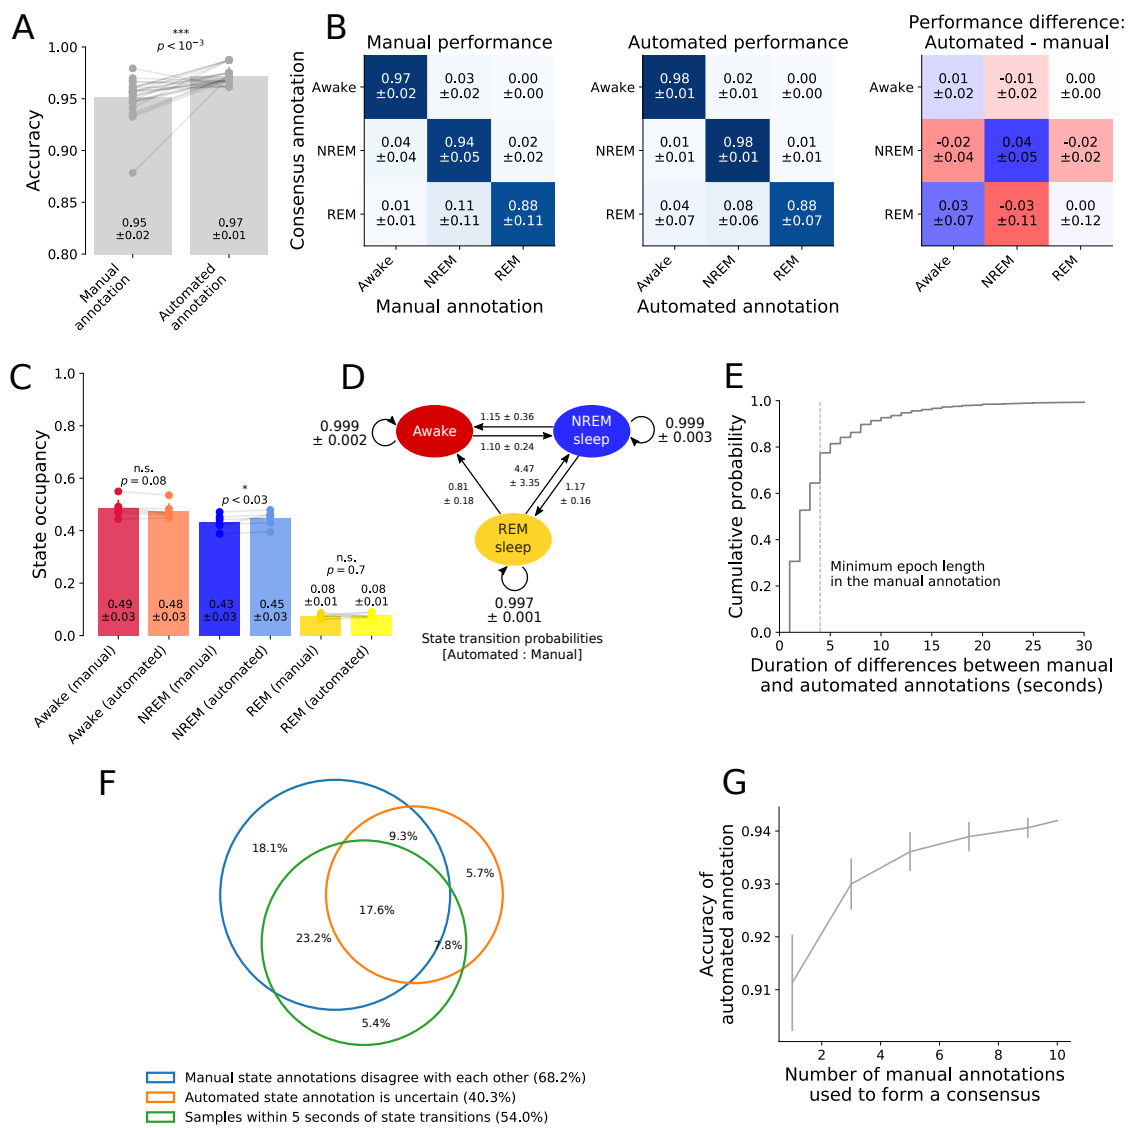 A
***
p < 10⁻³
1.00
0.95
0.90
0.85
0.80
Accuracy
0.95
±0.02
0.97
±0.01
Manual
annotation
Automated
annotation
B
Consensus annotation
Manual performance
Awake
NREM
REM
0.97
±0.02
0.03
±0.02
0.00
±0.00
0.04
±0.04
0.94
±0.05
0.02
±0.02
0.01
±0.01
0.11
±0.11
0.88
±0.11
Awake
NREM
REM
Manual annotation
Automated performance
Awake
NREM
REM
0.98
±0.01
0.02
±0.01
0.00
±0.00
0.01
±0.01
0.98
±0.01
0.01
±0.01
0.04
±0.07
0.08
±0.06
0.88
±0.07
Awake
NREM
REM
Automated annotation
Performance difference:
Automated - manual
Awake
NREM
REM
0.01
±0.02
-0.01
±0.02
0.00
±0.00
-0.02
±0.04
0.04
±0.05
-0.02
±0.02
0.03
±0.07
-0.03
±0.11
0.00
±0.12
Awake
NREM
REM
C
State occupancy
1.0
0.8
0.6
0.4
0.2
0.0
n.s.
p = 0.08
*
p < 0.03
n.s.
p = 0.7
0.49
±0.03
0.48
±0.03
0.43
±0.03
0.45
±0.03
0.08
±0.01
0.08
±0.01
Awake (manual)
Awake (automated)
NREM (manual)
NREM (automated)
REM (manual)
REM (automated)
D
0.999
± 0.002
Awake
1.15 ± 0.36
1.10 ± 0.24
NREM
sleep
0.999
± 0.003
0.81
± 0.18
4.47
± 3.35
1.17
± 0.16
REM
sleep
0.997
± 0.001
State transition probabilities
[Automated : Manual]
E
Cumulative probability
1.0
0.8
0.6
0.4
0.2
0.0
Minimum epoch length
in the manual annotation
0
5
10
15
20
25
30
Duration of differences between manual
and automated annotations (seconds)
F
18.1%
9.3%
5.7%
17.6%
23.2%
7.8%
5.4%
Manual state annotations disagree with each other (68.2%)
Automated state annotation is uncertain (40.3%)
Samples within 5 seconds of state transitions (54.0%)
G
Accuracy of
automated annotation
0.94
0.93
0.92
0.91
2
4
6
8
10
Number of manual annotations
used to form a consensus